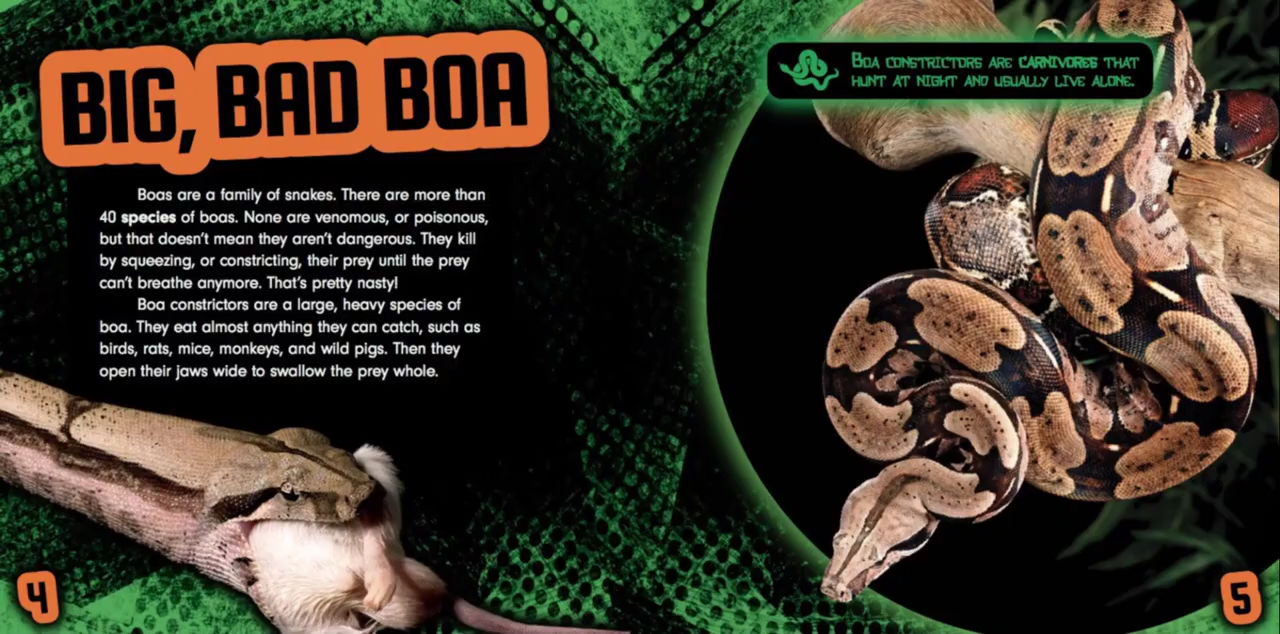 BIG, BAD BOA
Boas are a family of snakes. There are more than
40 species of boas. None are venomous, or poisonous,
but that doesn't mean they aren't dangerous. They kill
by squeezing, or constricting, their prey until the prey
can't breathe anymore. That's pretty nasty!
Boa constrictors are a large, heavy species of
boa. They eat almost anything they can catch, such as
birds, rats, mice, monkeys, and wild pigs. Then they
open their jaws wide to swallow the prey whole.
4
BOA CONSTRICTORS ARE CARNIVORES THAT
HUNT AT NIGHT AND USUALLY LIVE ALONE.
5